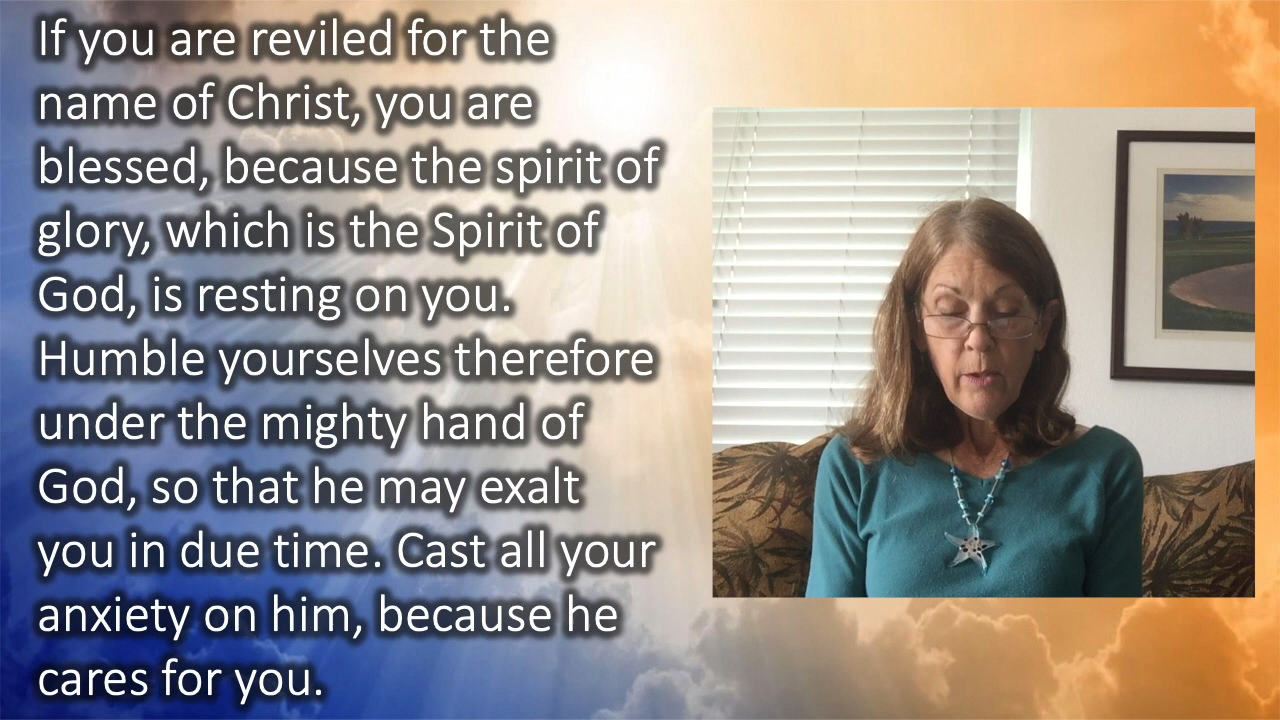 If you are reviled for the
name of Christ, you are
blessed, because the spirit of
glory, which is the Spirit of
God, is resting on you.
Humble yourselves therefore
under the mighty hand of
God, so that he may exalt
you in due time. Cast all your
anxiety on him, because he
cares for you.